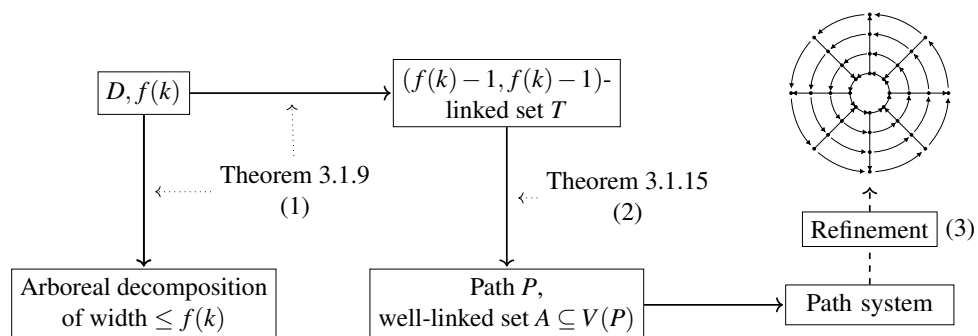 D, f(k)
(f(k) − 1, f(k) − 1)-
linked set T
Theorem 3.1.9
(1)
Theorem 3.1.15
(2)
Refinement
(3)
Arboreal decomposition
of width ≤ f(k)
Path P,
well-linked set A ⊆ V(P)
Path system